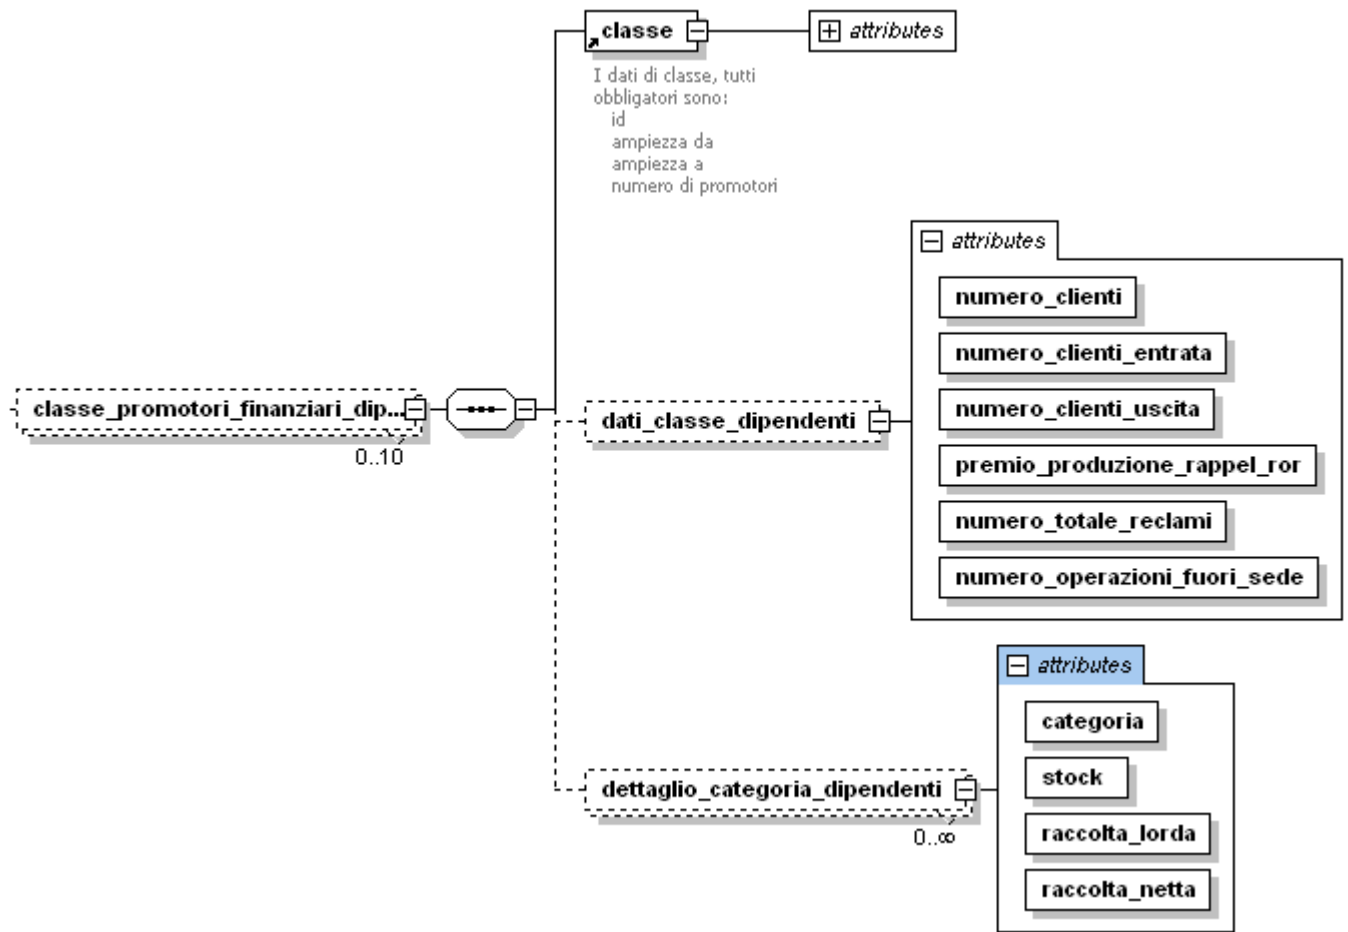 classe
attributes
I dati di classe, tutti
obbligatori sono:
id
ampiezza da
ampiezza a
numero di promotori
attributes
numero_clienti
numero_clienti_entrata
numero_clienti_uscita
premio_produzione_rappel_ror
numero_totale_reclami
numero_operazioni_fuori_sede
classe_promotori_finanziari_dip...
0..10
dati_classe_dipendenti
attributes
categoria
stock
raccolta_lorda
raccolta_netta
dettaglio_categoria_dipendenti
0..∞